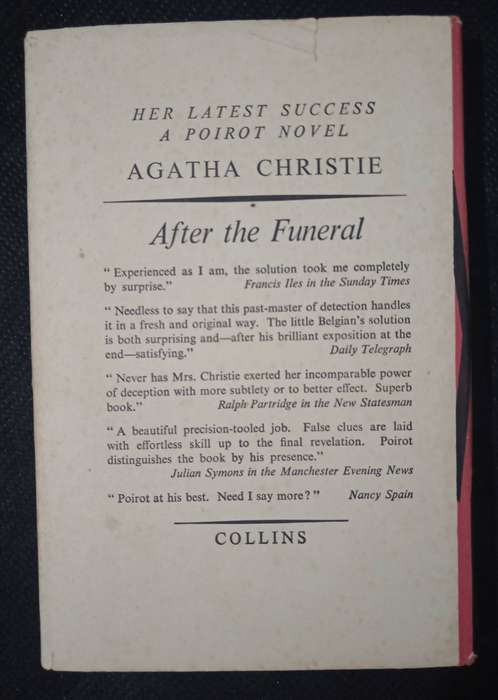 HER LATEST SUCCESS
A POIROT NOVEL
AGATHA CHRISTIE
After the Funeral
“ Experienced as I am, the solution took me completely
by surprise.” Francis Iles in the Sunday Times
“ Needless to say that this past-master of detection handles
it in a fresh and original way. The little Belgian’s solution
is both surprising and—after his brilliant exposition at the
end—satisfying.” Daily Telegraph
“ Never has Mrs. Christie exerted her incomparable power
of deception with more subtlety or to better effect. Superb
book.” Ralph Partridge in the New Statesman
“ A beautiful precision-tooled job. False clues are laid
with effortless skill up to the final revelation. Poirot
distinguishes the book by his presence.”
Julian Symons in the Manchester Evening News
“ Poirot at his best. Need I say more? ” Nancy Spain
COLLINS